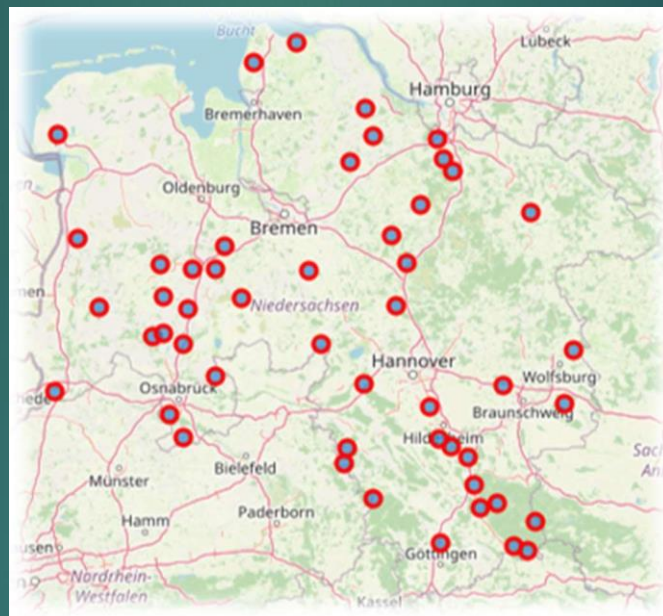 Bucht
Lübeck
Hamburg
Bremerhaven
Oldenburg
Bremen
Niedersachsen
Hannover
Wolfsburg
Osnabrück
Braunschweig
Bielefeld
Münster
Paderborn
Hamm
Göttingen
Nordrhein-
Westfalen
Kassel